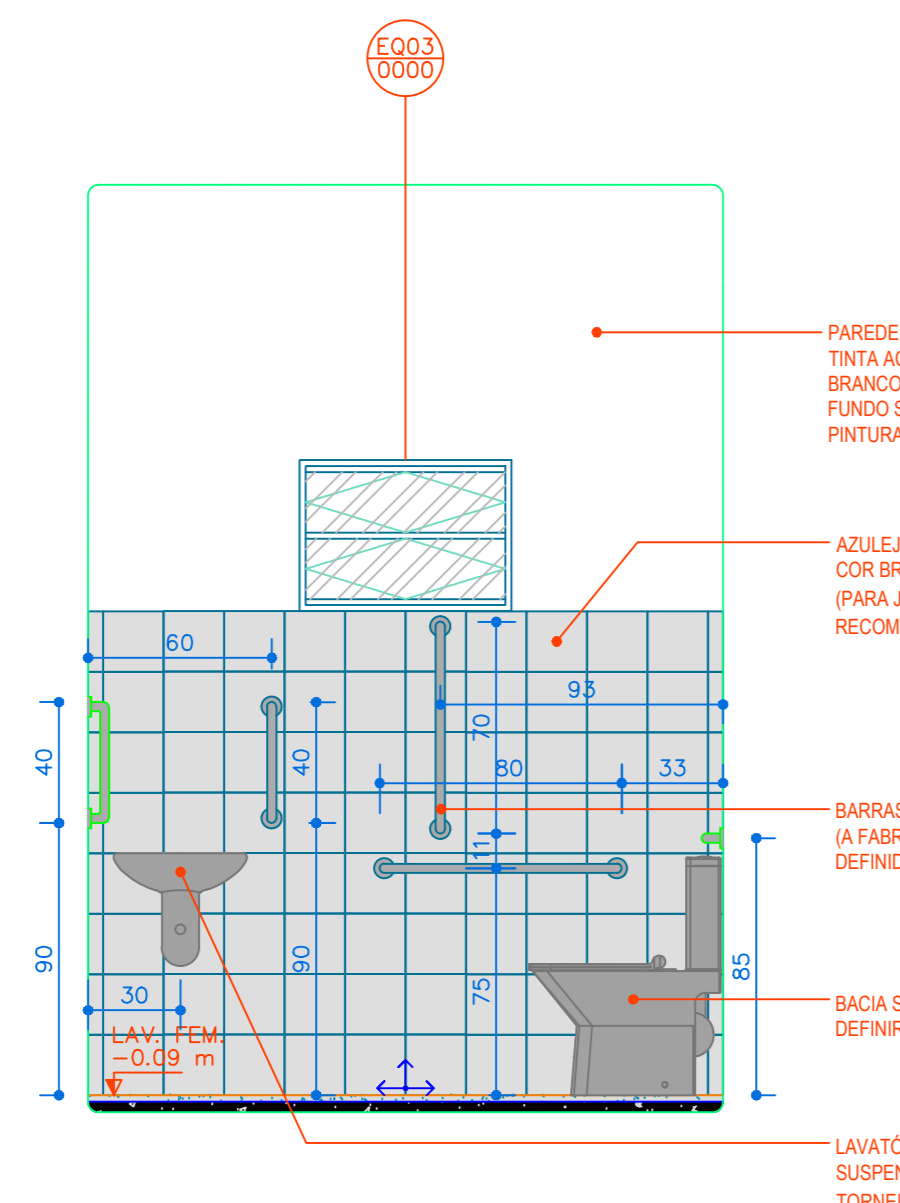 EQ03
0000
PAREDE
TINTA AC
BRANCO
FUNDO S
PINTURA
AZULEJ
COR BR
(PARA J
RECOM
60
93
40
40
70
80
33
11
BARRAS
(A FABR
DEFINID
90
90
75
85
30
LAV. FEM.
-0.09 m
BACIA S
DEFINIR
LAVATÓ
SUSPEN
TORNEI